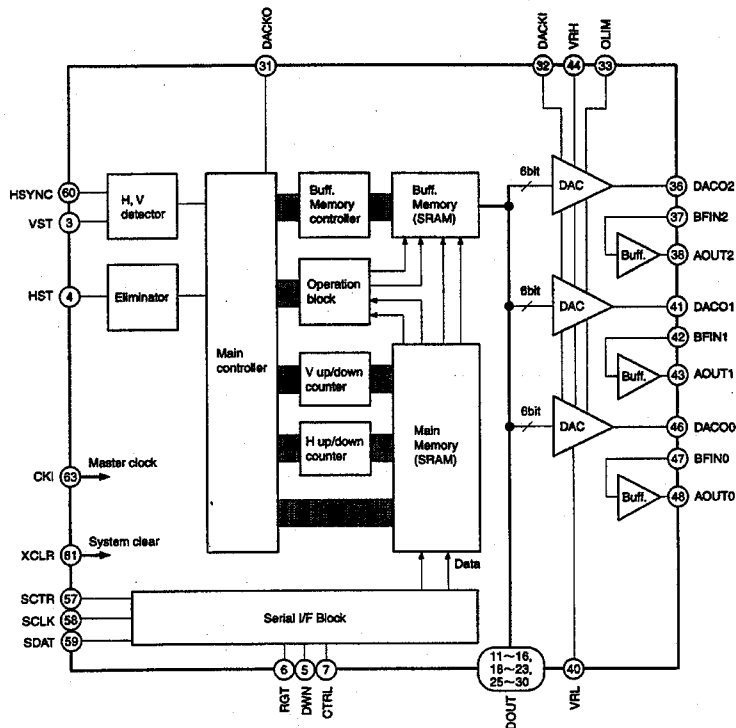 DACKO
DACKI
VRH
OLIM
31
32
44
33
HSYNC
60
VST
3
H, V
detector
HST
4
Eliminator
Main
controller
Buff.
Memory
controller
Buff.
Memory
(SRAM)
Operation
block
V up/down
counter
H up/down
counter
Main
Memory
(SRAM)
6bit
DAC
36
DACO2
37
BFIN2
Buff.
38
AOUT2
6bit
DAC
41
DACO1
42
BFIN1
Buff.
43
AOUT1
6bit
DAC
46
DACO0
47
BFIN0
Buff.
48
AOUT0
CKI
63
Master clock
XCLR
61
System clear
Data
SCTR
57
SCLK
58
SDAT
59
Serial I/F Block
6
5
7
RGT
DWN
CTRL
11~16,
18~23,
25~30
DOUT
40
VRL